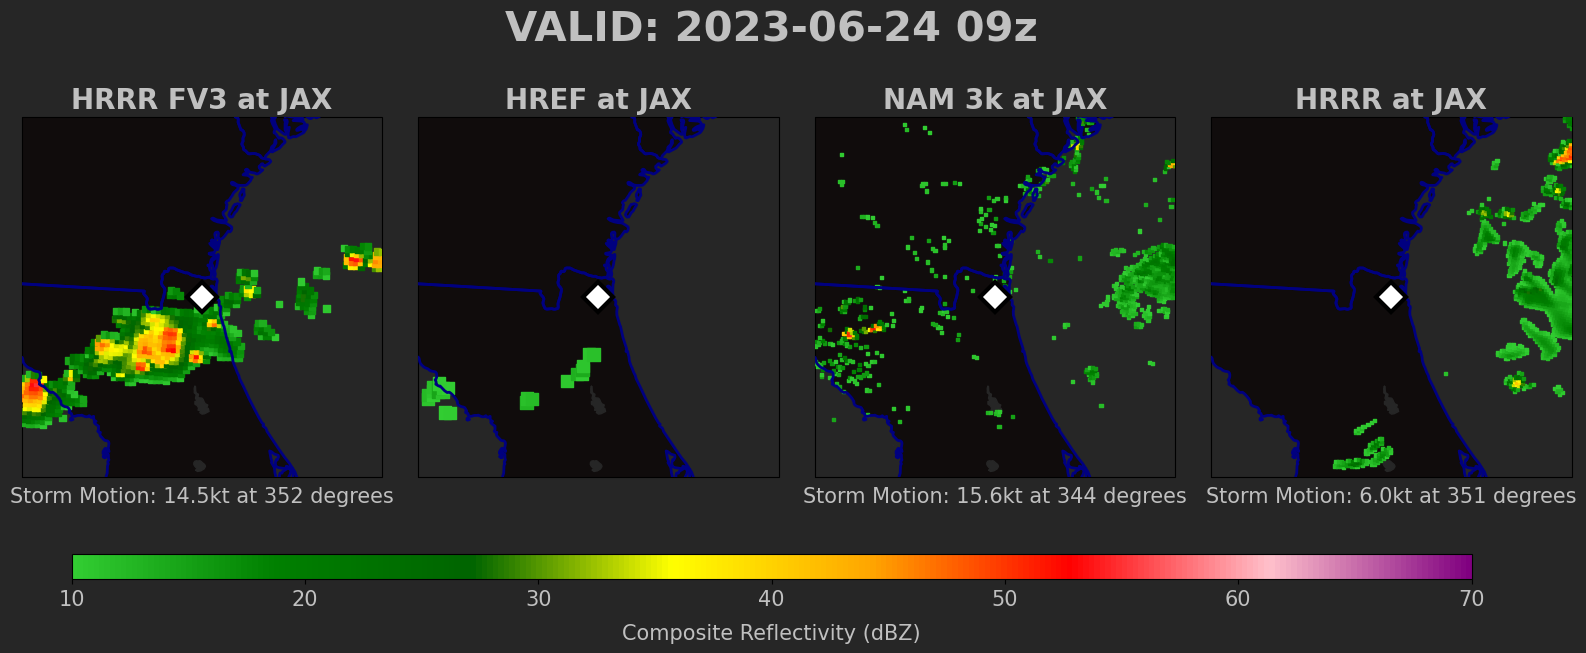 VALID: 2023-06-24 09z
HRRR FV3 at JAX
HREF at JAX
NAM 3k at JAX
HRRR at JAX
Storm Motion: 14.5kt at 352 degrees
Storm Motion: 15.6kt at 344 degrees
Storm Motion: 6.0kt at 351 degrees
10 20 30 40 50 60 70
Composite Reflectivity (dBZ)